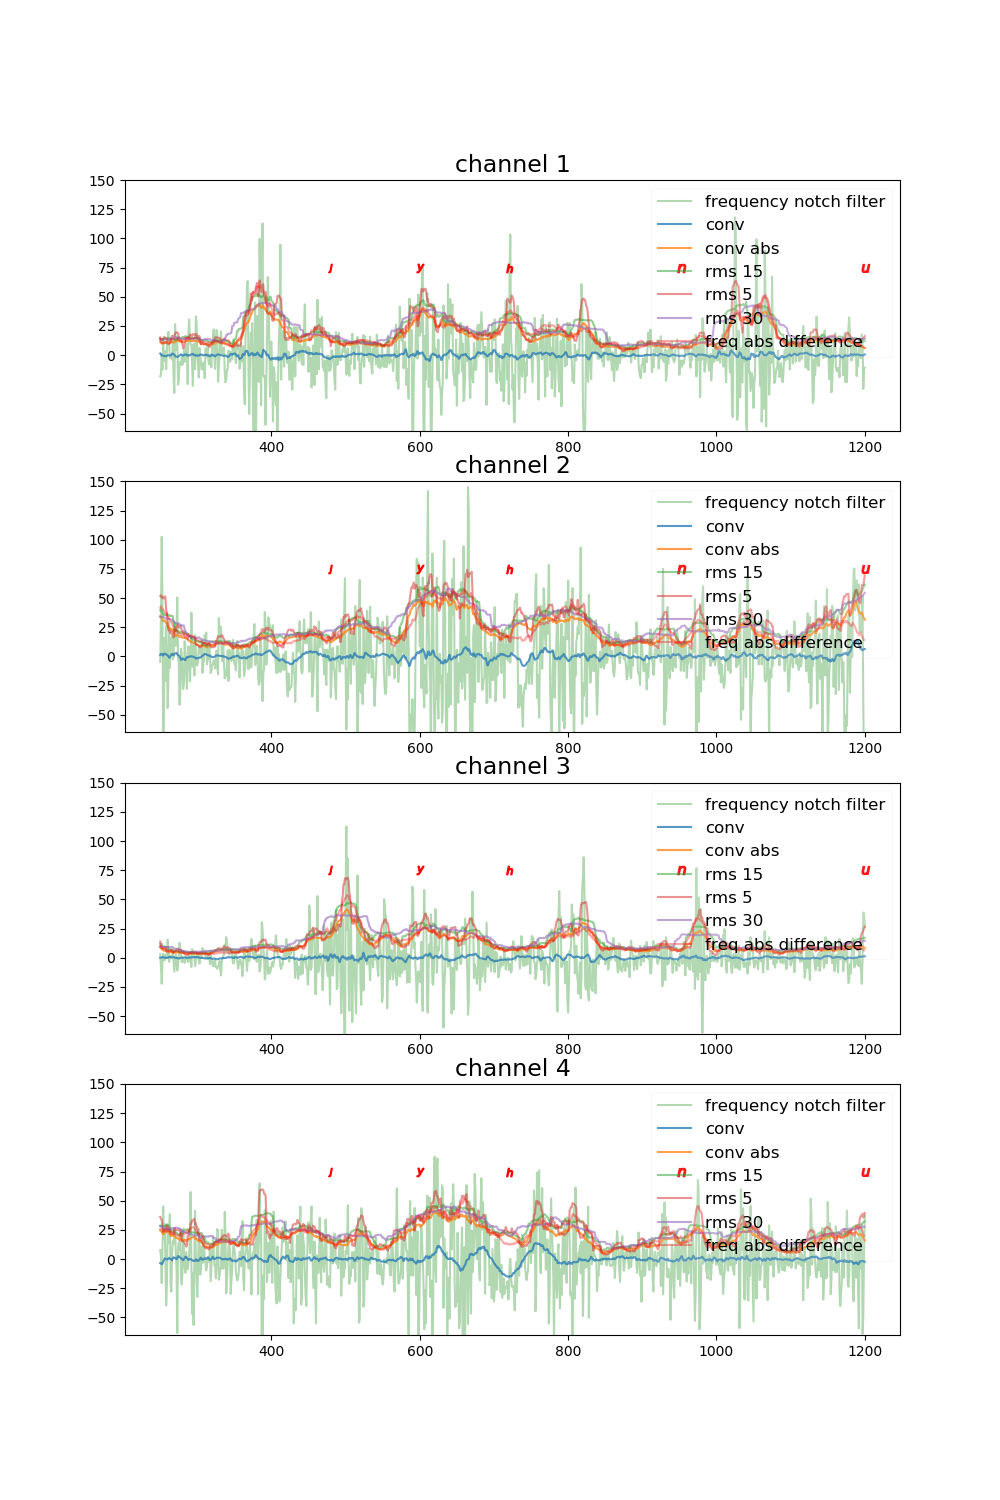 channel 1
150
125
100
75
50
25
0
−25
−50
j y h n u
frequency notch filter
conv
conv abs
rms 15
rms 5
rms 30
freq abs difference
400 600 800 1000 1200
channel 2
150
125
100
75
50
25
0
−25
−50
j y h n u
frequency notch filter
conv
conv abs
rms 15
rms 5
rms 30
freq abs difference
400 600 800 1000 1200
channel 3
150
125
100
75
50
25
0
−25
−50
j y h n u
frequency notch filter
conv
conv abs
rms 15
rms 5
rms 30
freq abs difference
400 600 800 1000 1200
channel 4
150
125
100
75
50
25
0
−25
−50
j y h n u
frequency notch filter
conv
conv abs
rms 15
rms 5
rms 30
freq abs difference
400 600 800 1000 1200